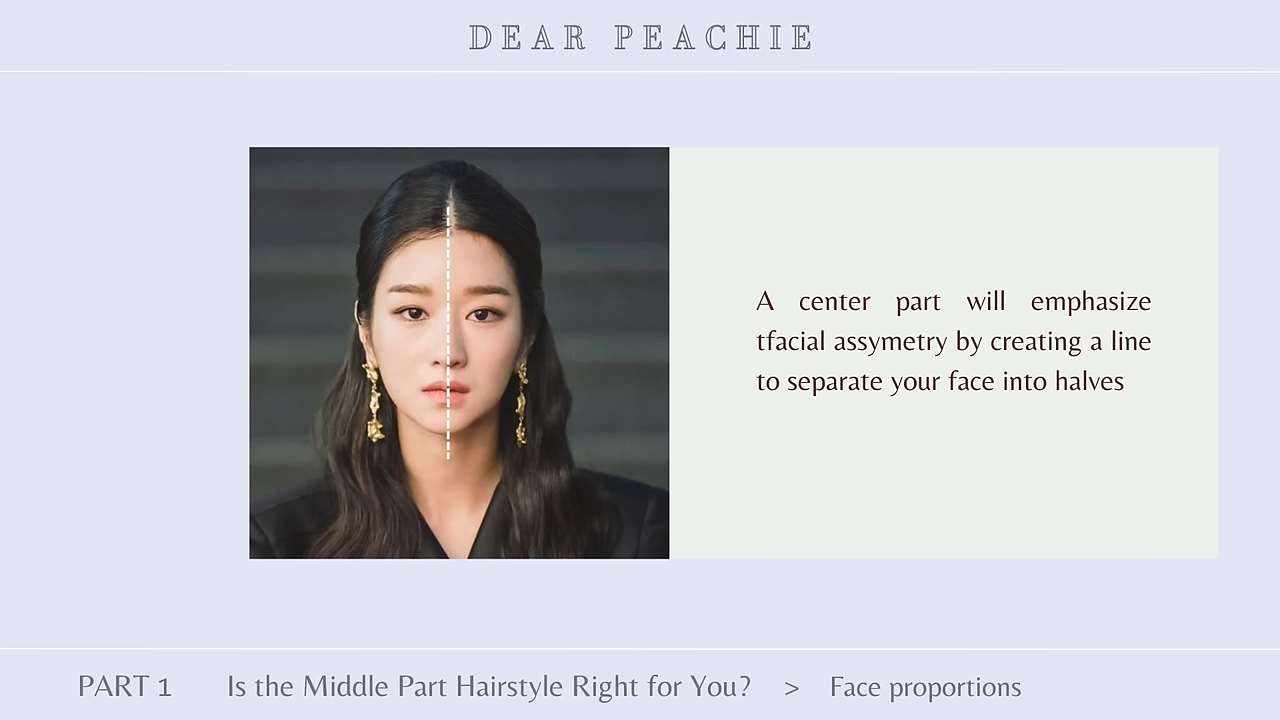 DEAR PEACHIE
A center part will emphasize
tfacial assymetry by creating a line
to separate your face into halves
PART 1 Is the Middle Part Hairstyle Right for You? > Face proportions